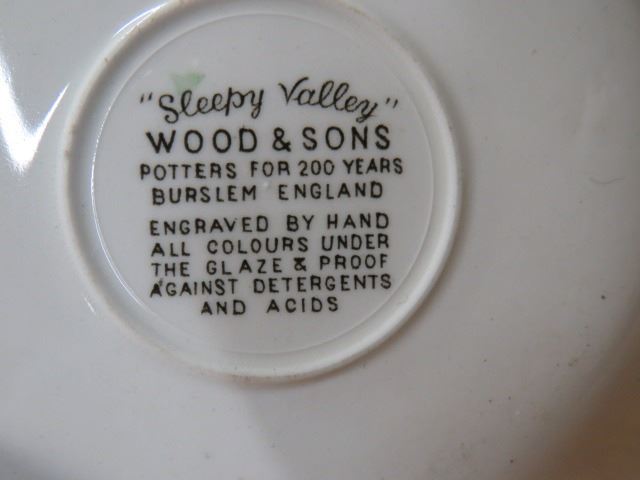 "Sleepy Valley"
WOOD & SONS
POTTERS FOR 200 YEARS
BURSLEM ENGLAND
ENGRAVED BY HAND
ALL COLOURS UNDER
THE GLAZE & PROOF
AGAINST DETERGENTS
AND ACIDS